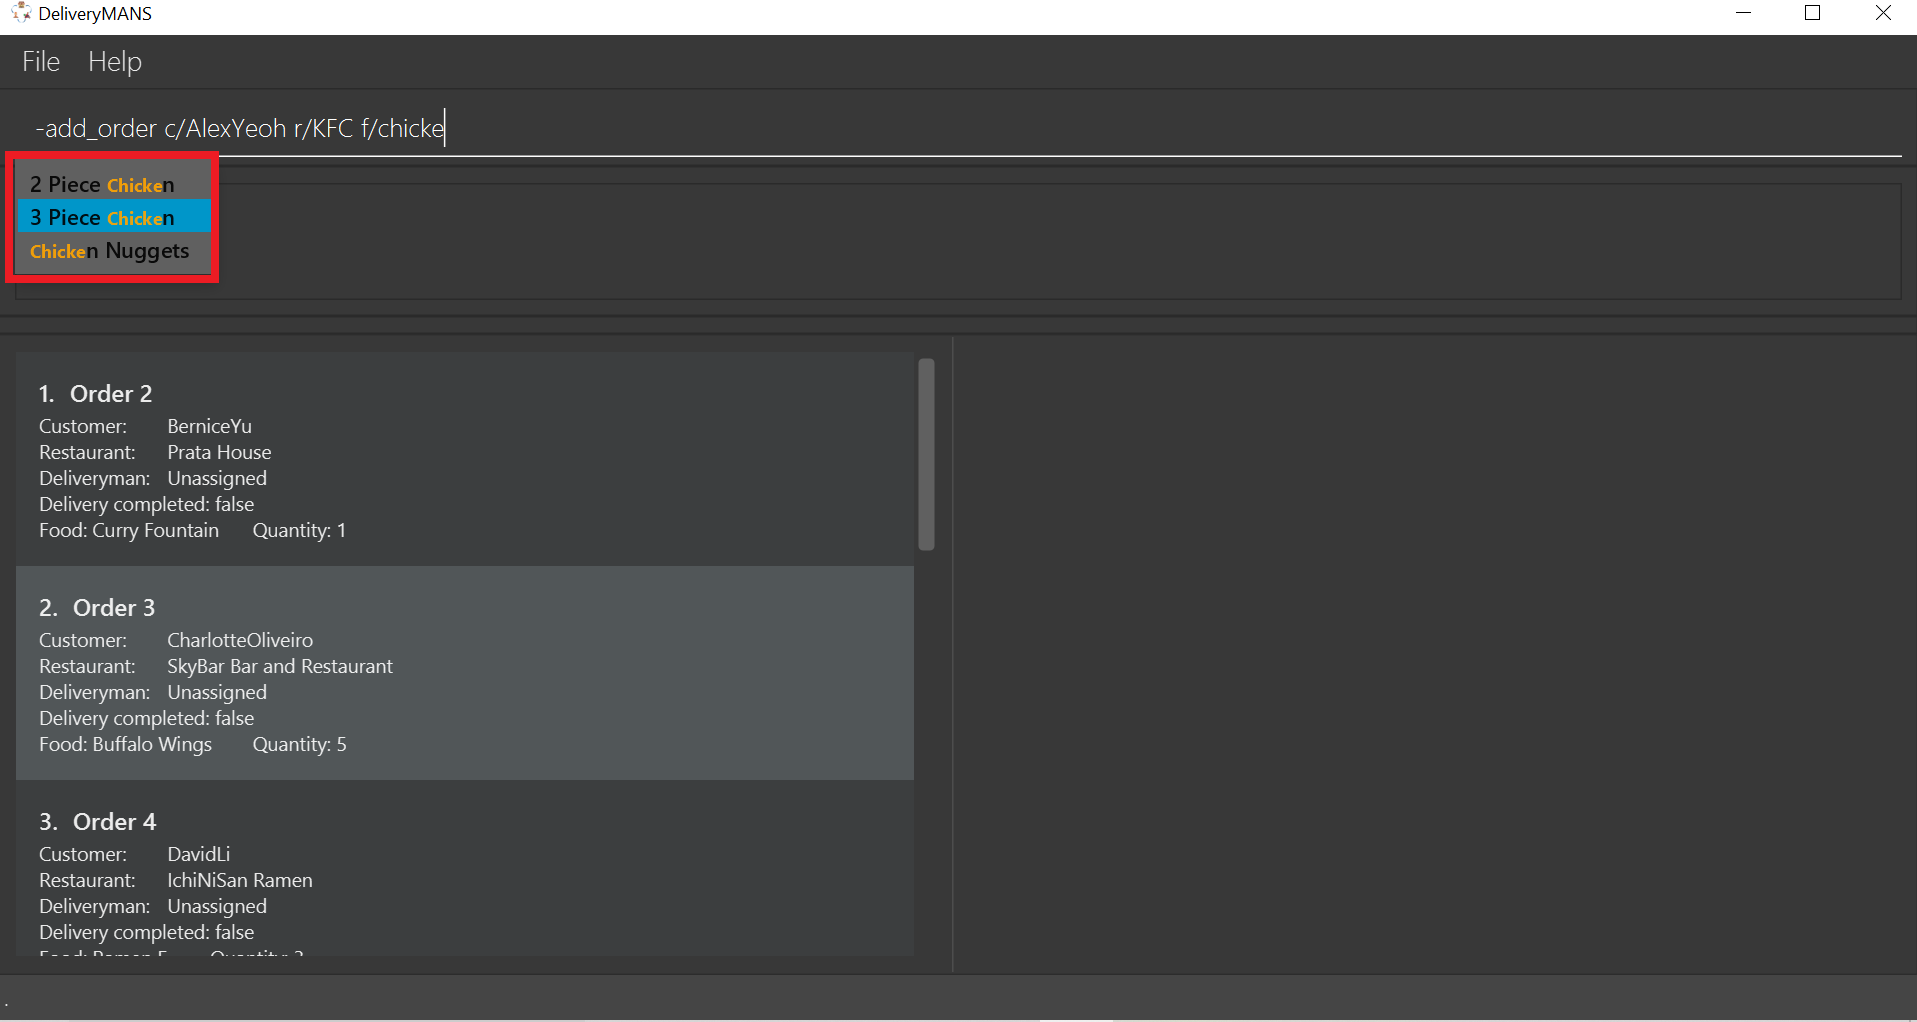 DeliveryMANS
File Help
-add_order c/AlexYeoh r/KFC f/chicke
2 Piece Chicken
3 Piece Chicken
Chicken Nuggets
1. Order 2
Customer: BerniceYu
Restaurant: Prata House
Deliveryman: Unassigned
Delivery completed: false
Food: Curry Fountain Quantity: 1
2. Order 3
Customer: CharlotteOliveiro
Restaurant: SkyBar Bar and Restaurant
Deliveryman: Unassigned
Delivery completed: false
Food: Buffalo Wings Quantity: 5
3. Order 4
Customer: DavidLi
Restaurant: IchiNiSan Ramen
Deliveryman: Unassigned
Delivery completed: false
.